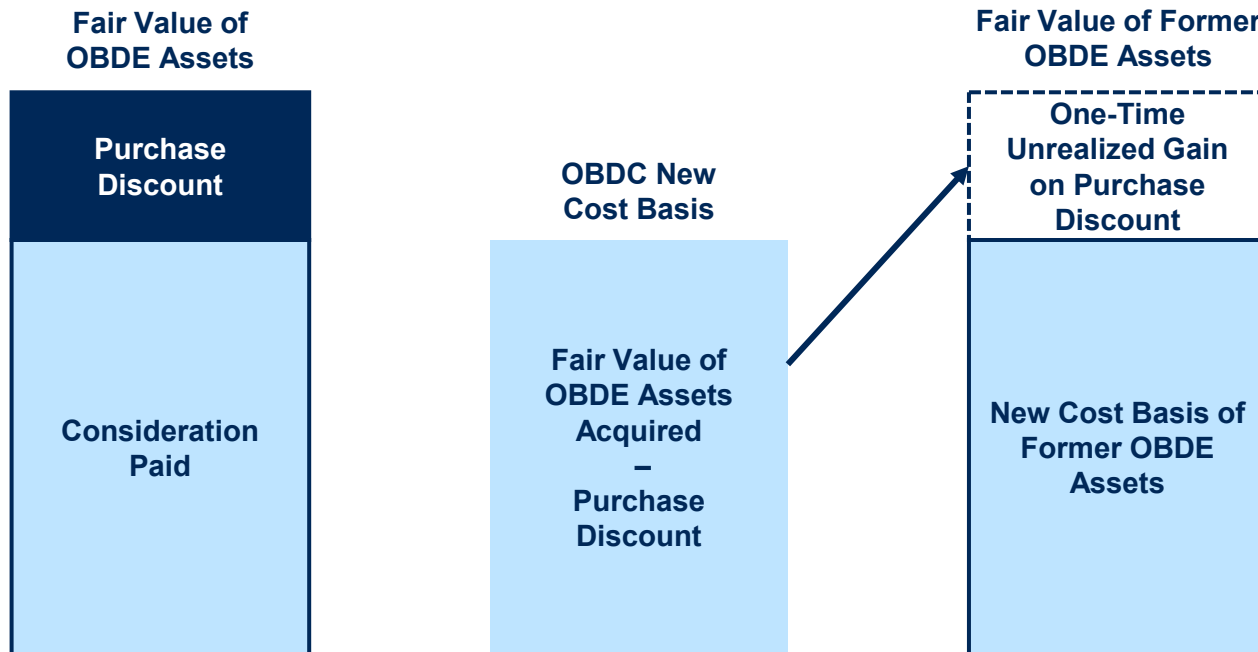 Fair Value of
OBDE Assets
Purchase
Discount
Consideration
Paid
OBDC New
Cost Basis
Fair Value of
OBDE Assets
Acquired
–
Purchase
Discount
Fair Value of Former
OBDE Assets
One-Time
Unrealized Gain
on Purchase
Discount
New Cost Basis of
Former OBDE
Assets